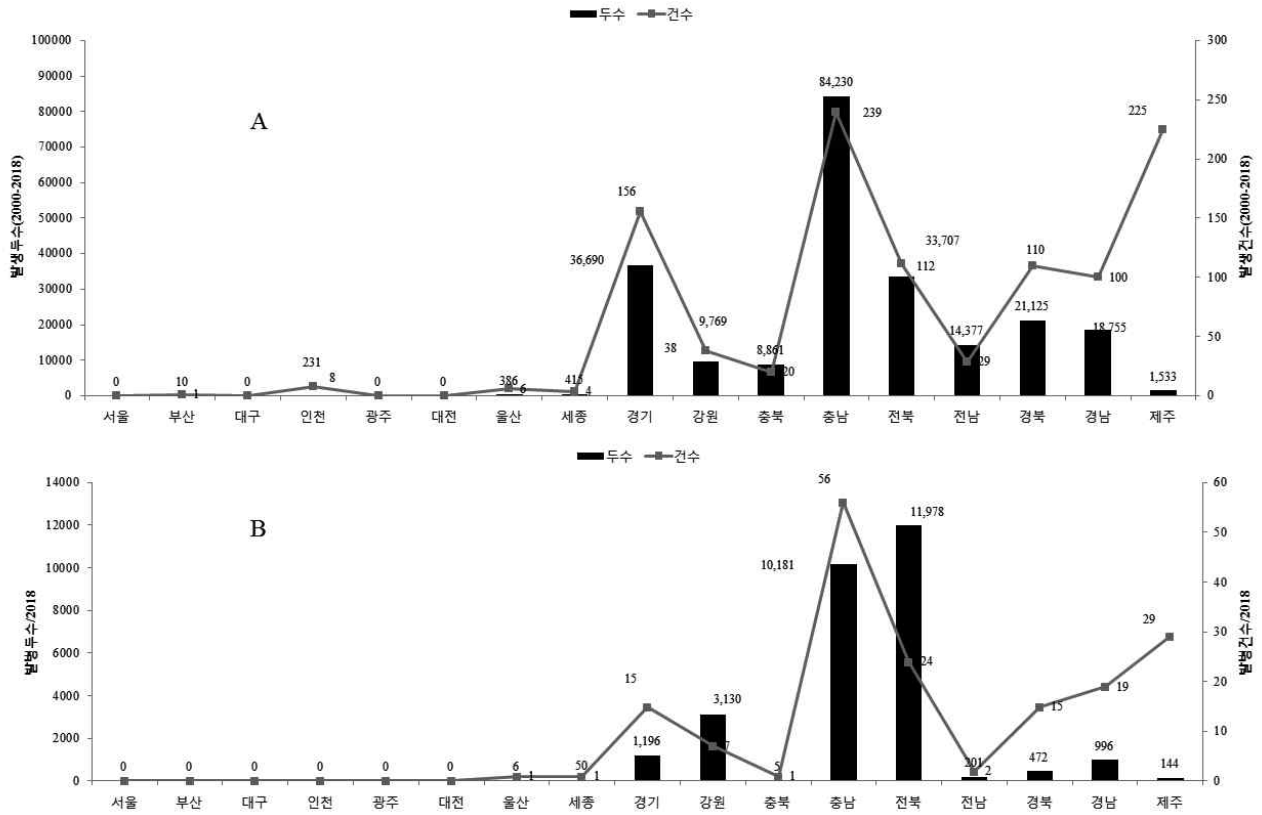 두수 건수
100000 300
90000
84,230
250
80000 239 225
A
70000
200
60000 156
50000 150
33,707 110
40000 36,690
112 100
100
30000
21,125
18,755
20000 9,769 14,377
38 8,861 50
10000 231 29
0 10 0 8 0 0 386 415 20 1,533
1 6 4
0 0
서울 부산 대구 인천 광주 대전 울산 세종 경기 강원 충북 충남 전북 전남 경북 경남 제주
발생두수(2000-2018)
발생건수(2000-2018)
두수 건수
14000 56 60
B
12000 11,978 50
10,181
10000
40
8000
29
30
6000
24
15 19 20
4000 3,130
15
10
2000 1,196 7
472 996
0 0 0 0 0 0 6 50 5 201 144
1 1 1 2
0 0
서울 부산 대구 인천 광주 대전 울산 세종 경기 강원 충북 충남 전북 전남 경북 경남 제주
발병두수/2018
발병건수/2018